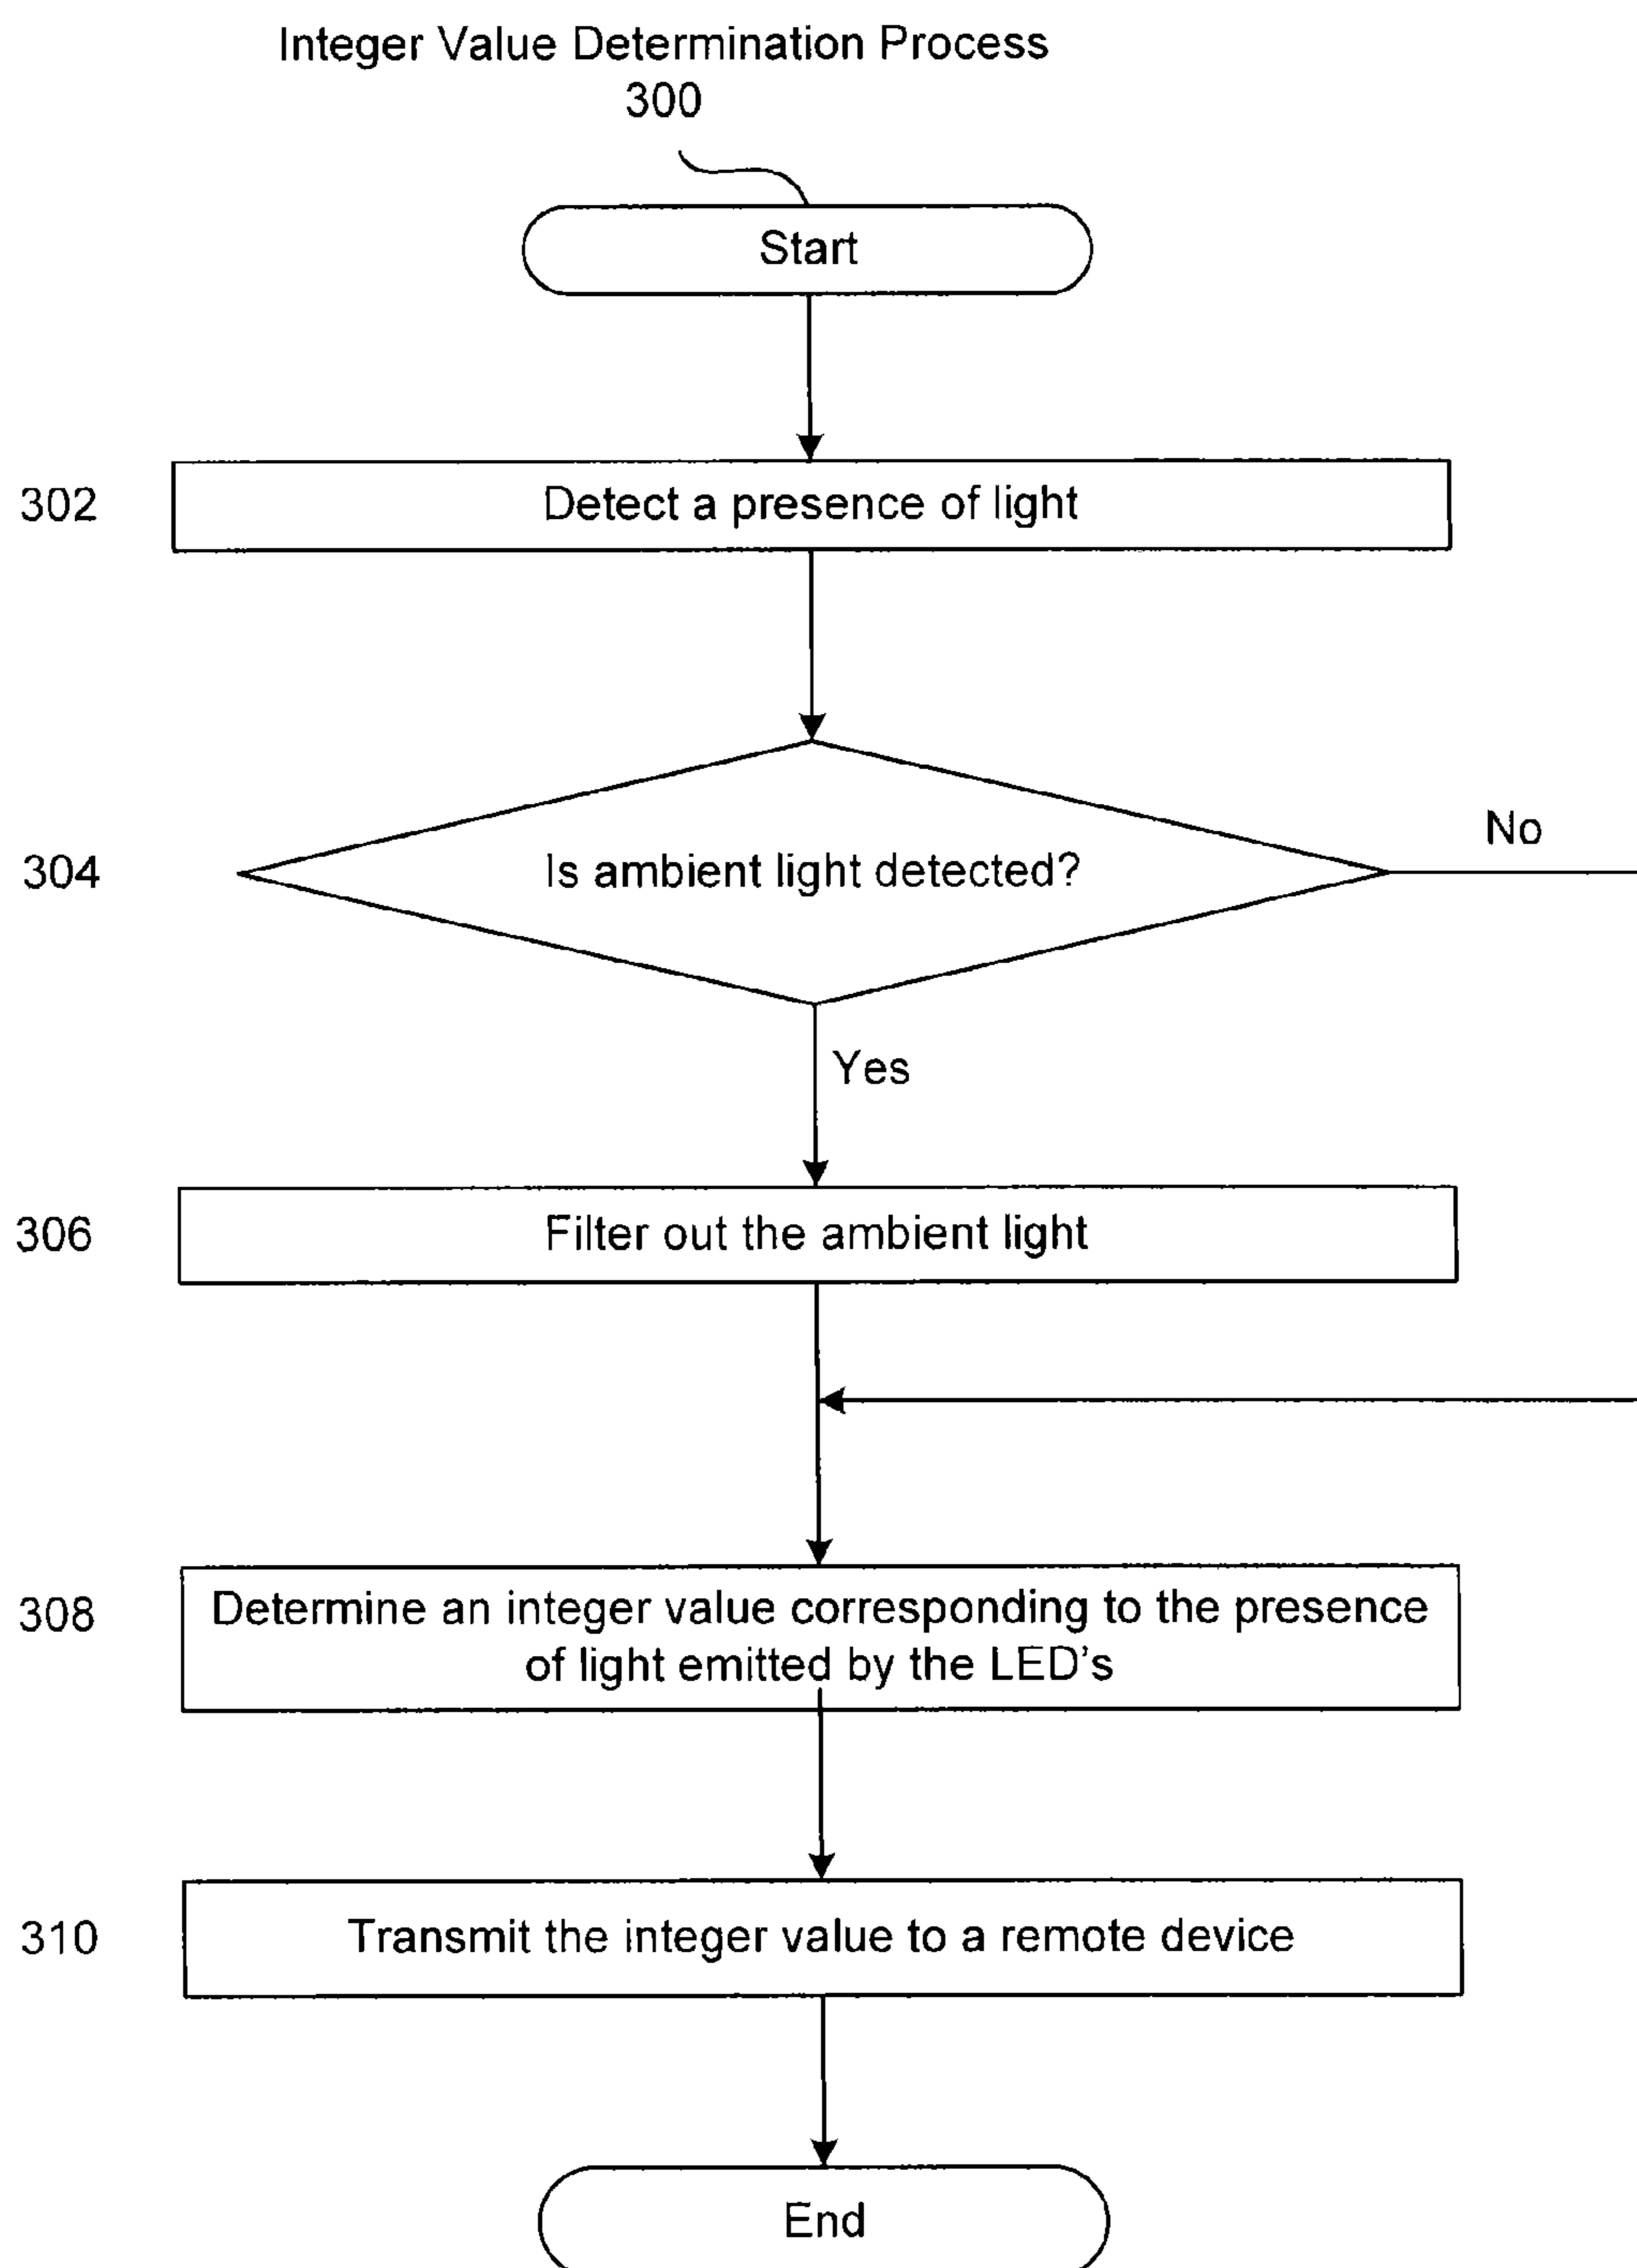 Integer Value Determination Process
300
Start
302
Detect a presence of light
304
Is ambient light detected?
No
Yes
306
Filter out the ambient light
308
Determine an integer value corresponding to the presence
of light emitted by the LED's
310
Transmit the integer value to a remote device
End